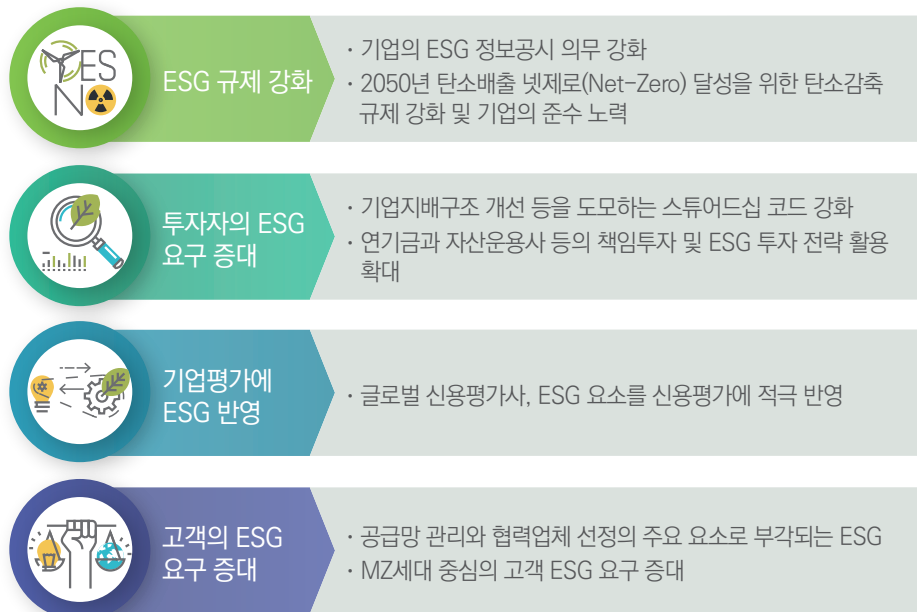 YES
NO
ESG 규제 강화
· 기업의 ESG 정보공시 의무 강화
· 2050년 탄소배출 넷제로(Net-Zero) 달성을 위한 탄소감축
규제 강화 및 기업의 준수 노력
투자자의 ESG
요구 증대
· 기업지배구조 개선 등을 도모하는 스튜어드십 코드 강화
· 연기금과 자산운용사 등의 책임투자 및 ESG 투자 전략 활용
확대
기업평가에
ESG 반영
· 글로벌 신용평가사, ESG 요소를 신용평가에 적극 반영
고객의 ESG
요구 증대
· 공급망 관리와 협력업체 선정의 주요 요소로 부각되는 ESG
· MZ세대 중심의 고객 ESG 요구 증대